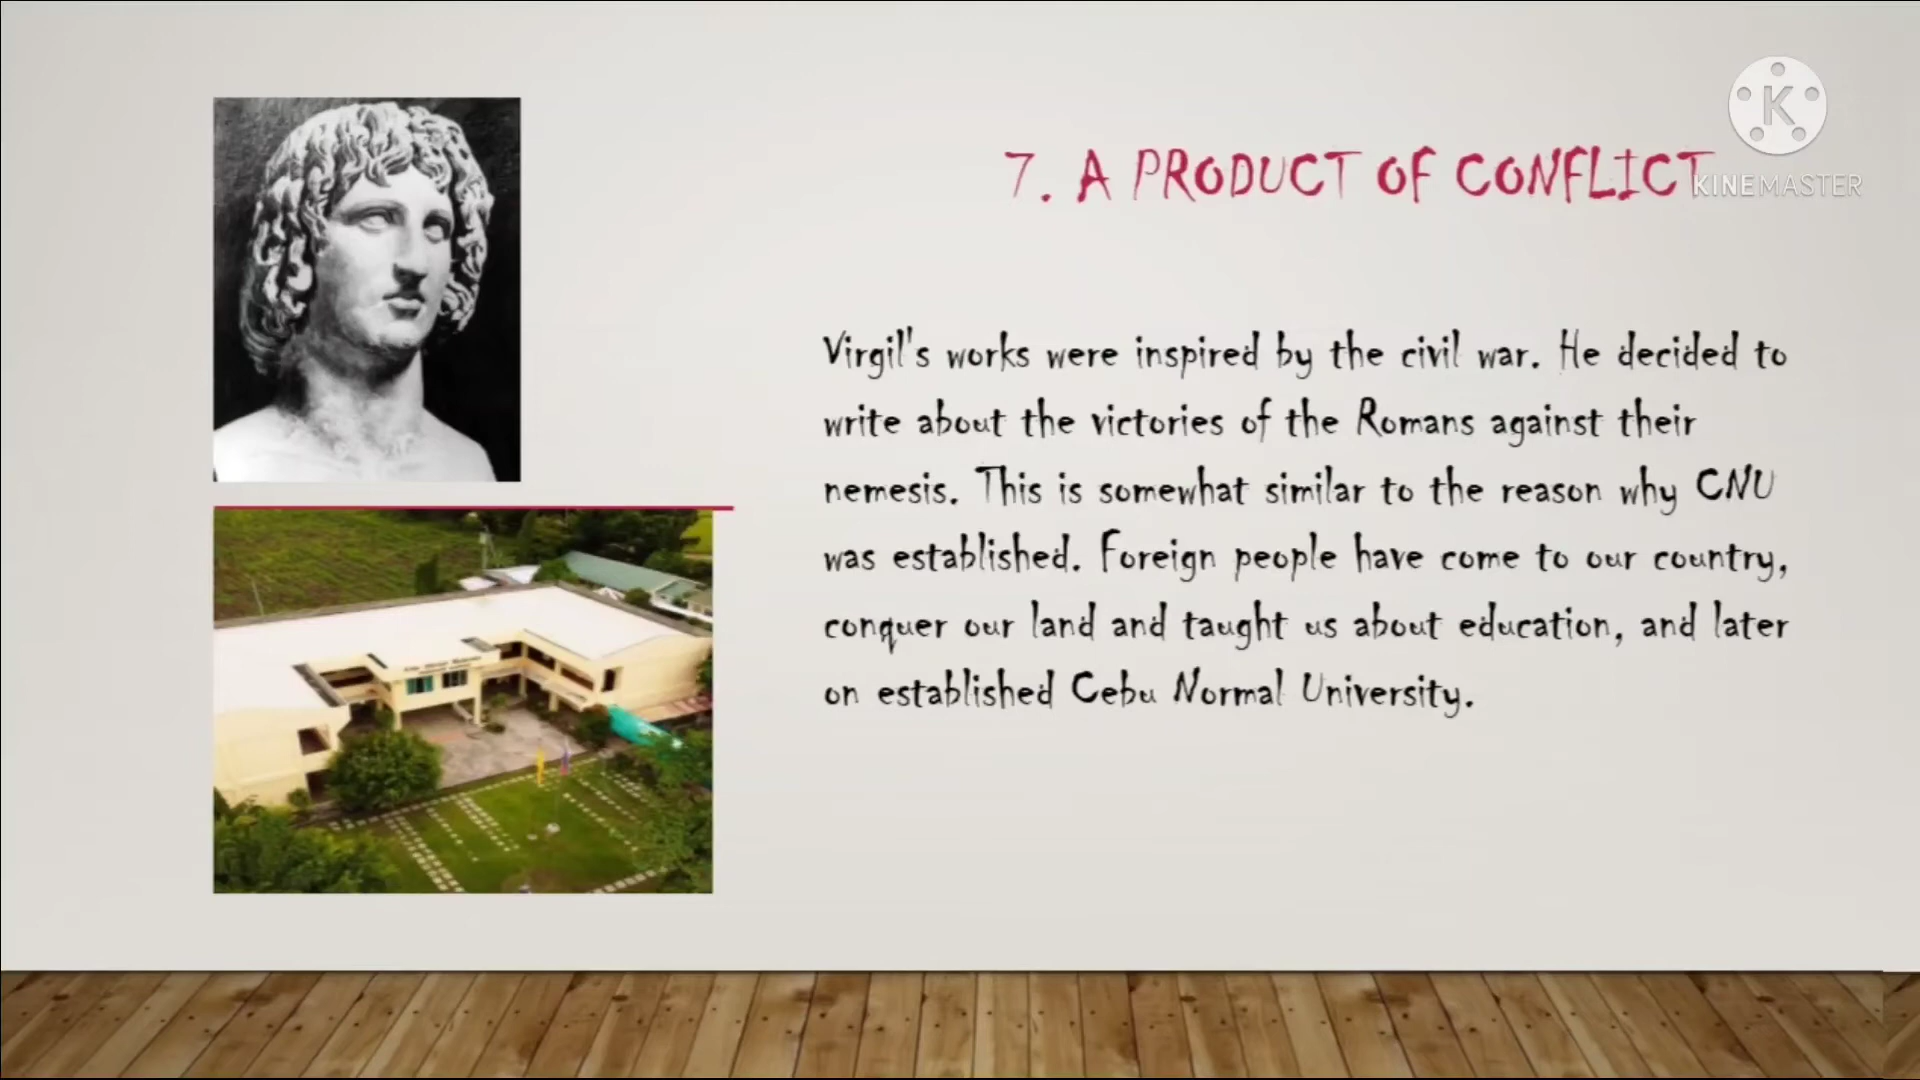 7. A PRODUCT OF CONFLICT
K
KINEMASTER
Virgil's works were inspired by the civil war. He decided to
write about the victories of the Romans against their
nemesis. This is somewhat similar to the reason why CNU
was established. Foreign people have come to our country,
conquer our land and taught us about education, and later
on established Cebu Normal University.